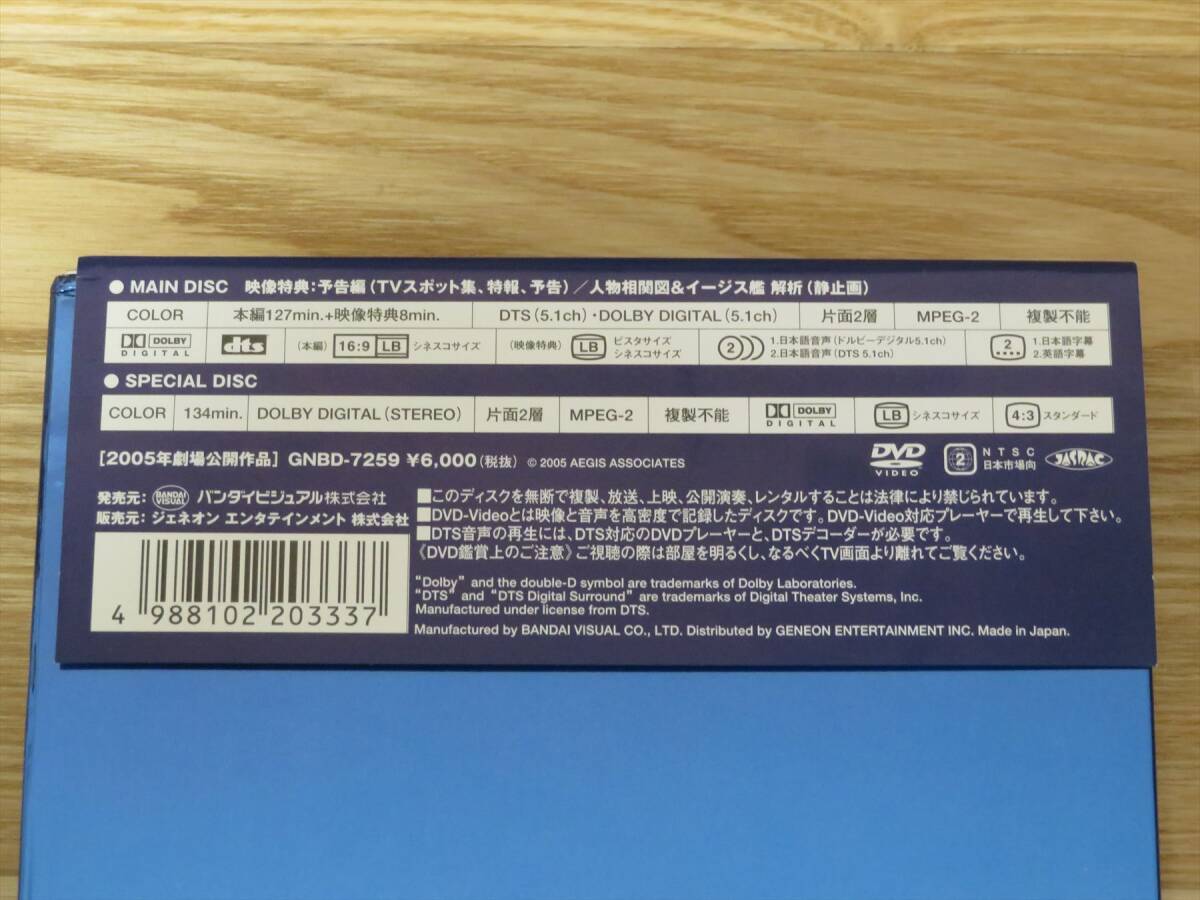 ● MAIN DISC 映像特典:予告編(TVスポット集、特報、予告)/人物相関図&イージス艦 解析(静止画)
COLOR 本編127min.+映像特典8min. DTS(5.1ch)・DOLBY DIGITAL(5.1ch) 片面2層 MPEG-2 複製不能
DOLBY DIGITAL dts (本編) 16:9 LB シネスコサイズ (映像特典) LB ビスタサイズ シネスコサイズ 2 1.日本語音声(ドルビーデジタル5.1ch) 2.日本語音声(DTS 5.1ch) 2 1.日本語字幕 2.英語字幕
● SPECIAL DISC
COLOR 134min. DOLBY DIGITAL(STEREO) 片面2層 MPEG-2 複製不能 DOLBY DIGITAL LB シネスコサイズ 4:3 スタンダード
[2005年劇場公開作品] GNBD-7259 ¥6,000(税抜) © 2005 AEGIS ASSOCIATES DVD VIDEO 2 NTSC 日本市場向 JASRAC
発売元: BANDAI VISUAL バンダイビジュアル株式会社
販売元: ジェネオン エンタテインメント 株式会社
■このディスクを無断で複製、放送、上映、公開演奏、レンタルすることは法律により禁じられています。
■DVD-Videoとは映像と音声を高密度で記録したディスクです。DVD-Video対応プレーヤーで再生して下さい。
■DTS音声の再生には、DTS対応のDVDプレーヤーと、DTSデコーダーが必要です。
《DVD鑑賞上のご注意》ご視聴の際は部屋を明るくし、なるべくTV画面より離れてご覧ください。
"Dolby" and the double-D symbol are trademarks of Dolby Laboratories.
"DTS" and "DTS Digital Surround" are trademarks of Digital Theater Systems, Inc.
Manufactured under license from DTS.
Manufactured by BANDAI VISUAL CO., LTD. Distributed by GENEON ENTERTAINMENT INC. Made in Japan.
4 988102 203337